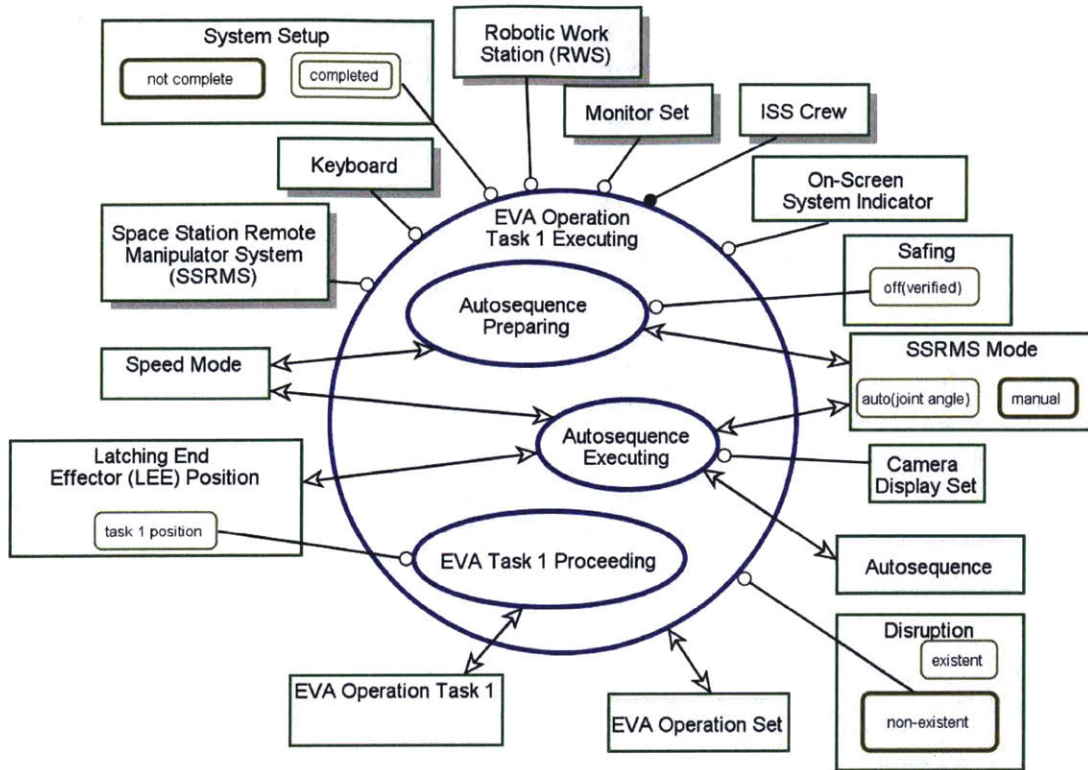 System Setup
not complete
completed
Robotic Work
Station (RWS)
Monitor Set
ISS Crew
Keyboard
On-Screen
System Indicator
EVA Operation
Task 1 Executing
Space Station Remote
Manipulator System
(SSRMS)
Safing
off(verified)
Autosequence
Preparing
Speed Mode
SSRMS Mode
auto(joint angle)
manual
Autosequence
Executing
Latching End
Effector (LEE) Position
task 1 position
Camera
Display Set
EVA Task 1 Proceeding
Autosequence
Disruption
existent
non-existent
EVA Operation Task 1
EVA Operation Set